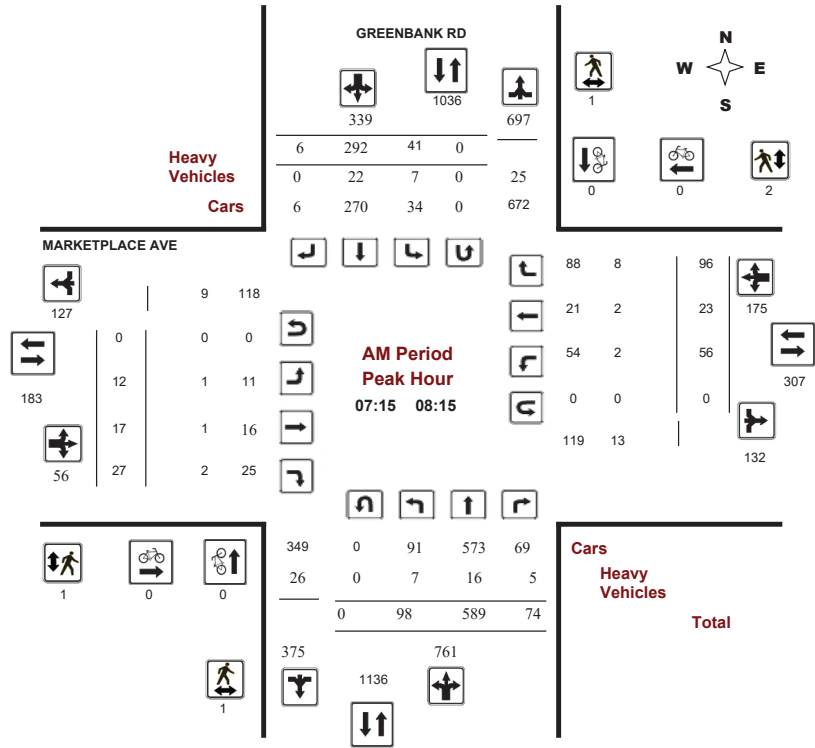 GREENBANK RD
N
W E
S
1036
1
339 697
6 292 41 0
Heavy
Vehicles
0 22 7 0 25
0 0 2
Cars
6 270 34 0 672
MARKETPLACE AVE
88 8 96
127
9 118
175
21 2 23
0 0 0
AM Period
Peak Hour
54 2 56
183
12 1 11
307
07:15 08:15
0 0 0
17 1 16
119 13
132
56
27 2 25
349 0 91 573 69
Cars
26 0 7 16 5
Heavy
Vehicles
1 0 0
0 98 589 74
Total
375 761
1136
1